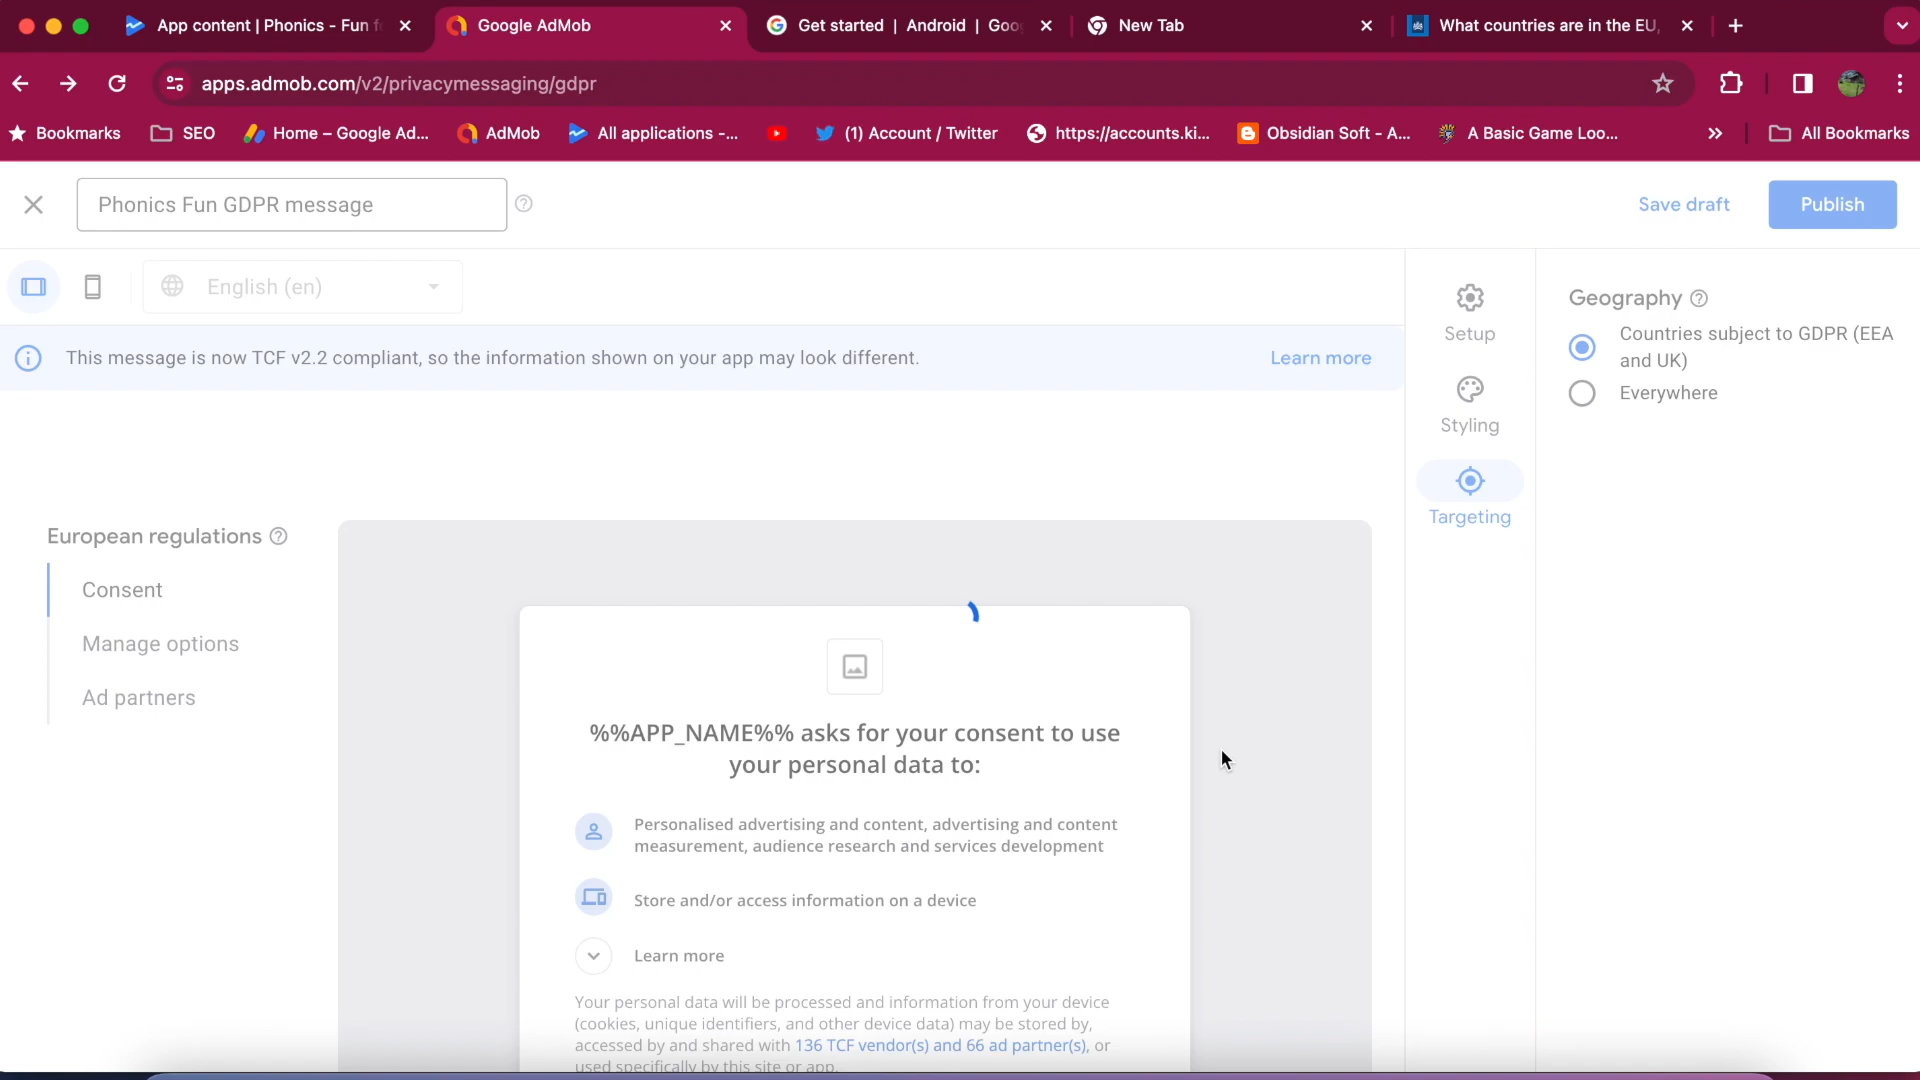 App content | Phonics - Fun f
Google AdMob
Get started | Android | Goo
New Tab
What countries are in the EU,
apps.admob.com/v2/privacymessaging/gdpr
Bookmarks
SEO
Home – Google Ad...
AdMob
All applications -...
(1) Account / Twitter
https://accounts.ki...
Obsidian Soft - A...
A Basic Game Loo...
All Bookmarks
Phonics Fun GDPR message
Save draft
Publish
English (en)
This message is now TCF v2.2 compliant, so the information shown on your app may look different.
Learn more
Setup
Styling
Targeting
Geography
Countries subject to GDPR (EEA
and UK)
Everywhere
European regulations
Consent
Manage options
Ad partners
%%APP_NAME%% asks for your consent to use
your personal data to:
Personalised advertising and content, advertising and content
measurement, audience research and services development
Store and/or access information on a device
Learn more
Your personal data will be processed and information from your device
(cookies, unique identifiers, and other device data) may be stored by,
accessed by and shared with 136 TCF vendor(s) and 66 ad partner(s), or
used specifically by this site or app.